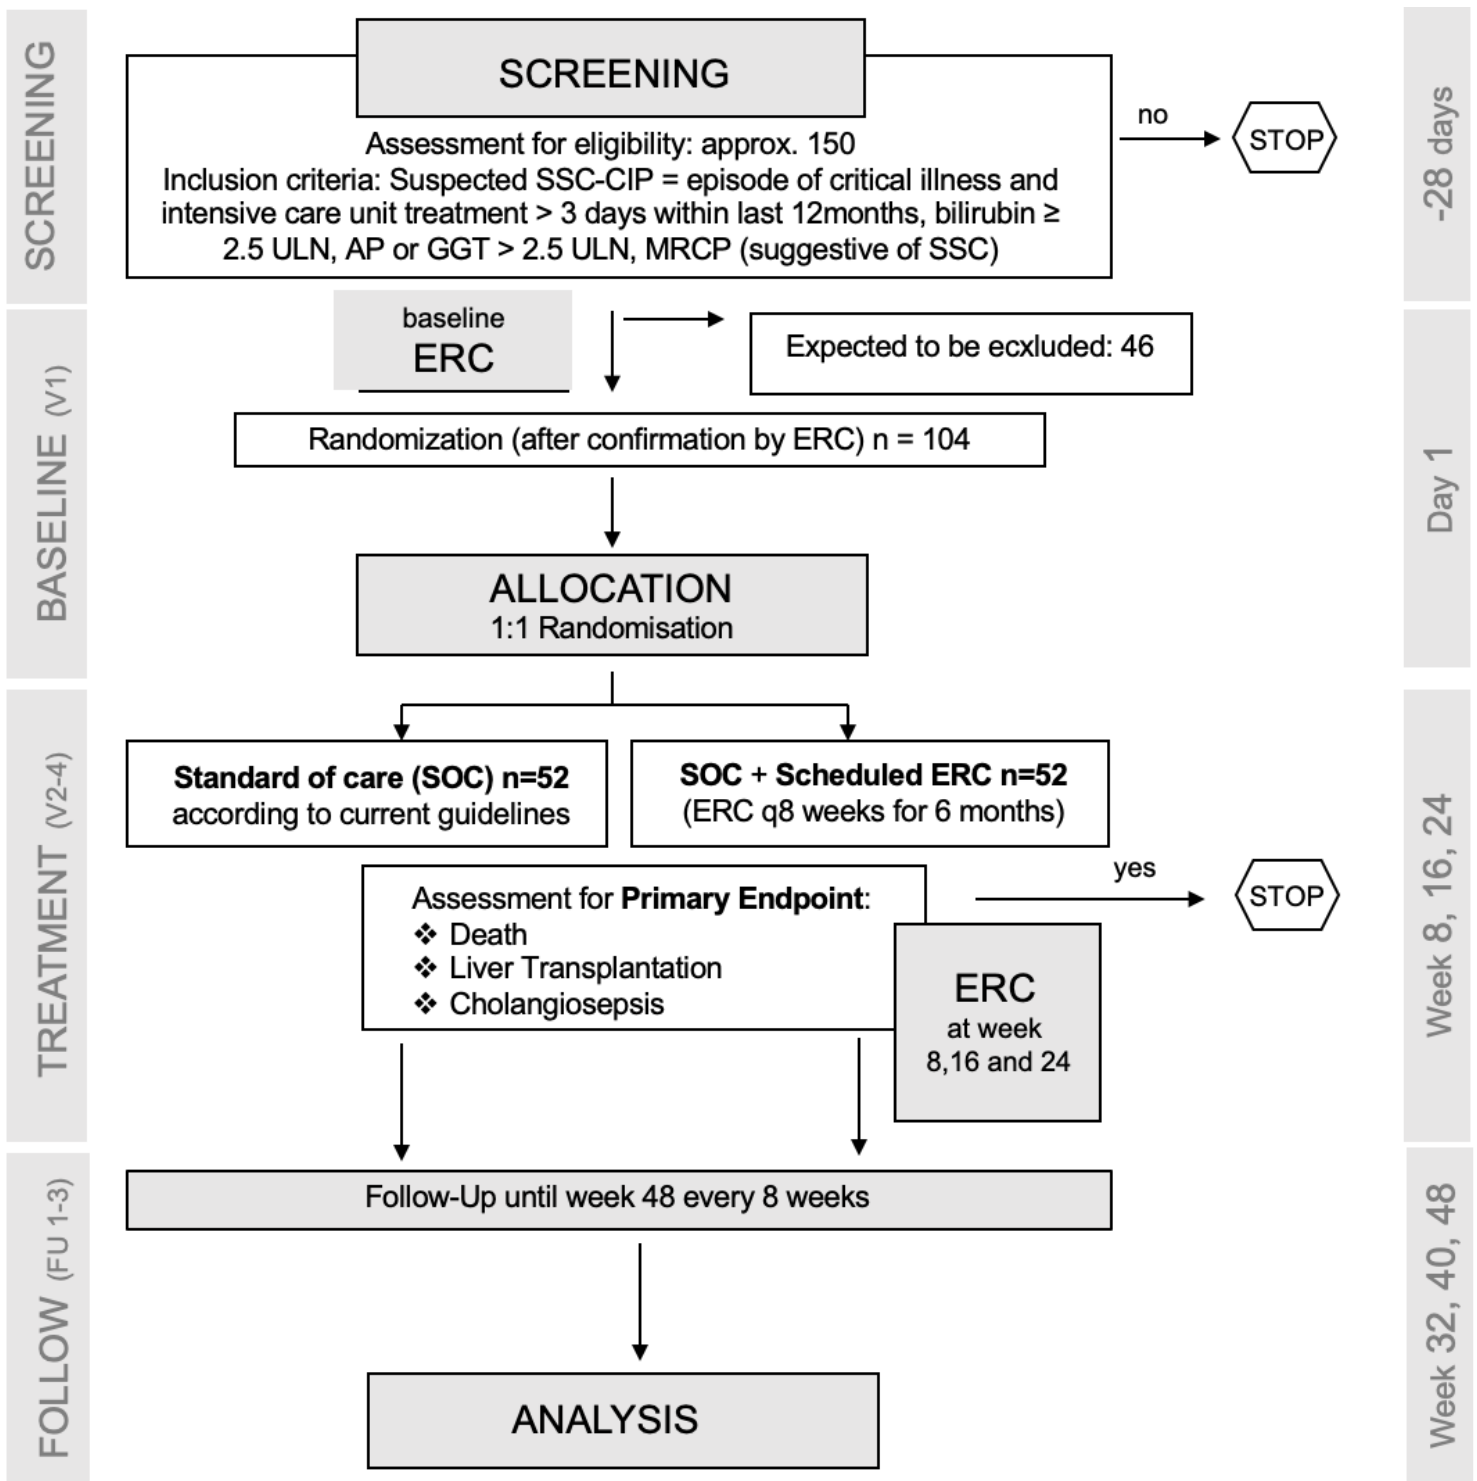 SCREENING
SCREENING
Assessment for eligibility: approx. 150
Inclusion criteria: Suspected SSC-CIP = episode of critical illness and
intensive care unit treatment > 3 days within last 12months, bilirubin ≥
2.5 ULN, AP or GGT > 2.5 ULN, MRCP (suggestive of SSC)
no
STOP
-28 days
BASELINE (V1)
baseline
ERC
Expected to be ecxluded: 46
Randomization (after confirmation by ERC) n = 104
ALLOCATION
1:1 Randomisation
Day 1
TREATMENT (V2-4)
Standard of care (SOC) n=52
according to current guidelines
SOC + Scheduled ERC n=52
(ERC q8 weeks for 6 months)
Assessment for Primary Endpoint:
❖ Death
❖ Liver Transplantation
❖ Cholangiosepsis
yes
STOP
ERC
at week
8,16 and 24
Week 8, 16, 24
FOLLOW (FU 1-3)
Follow-Up until week 48 every 8 weeks
ANALYSIS
Week 32, 40, 48